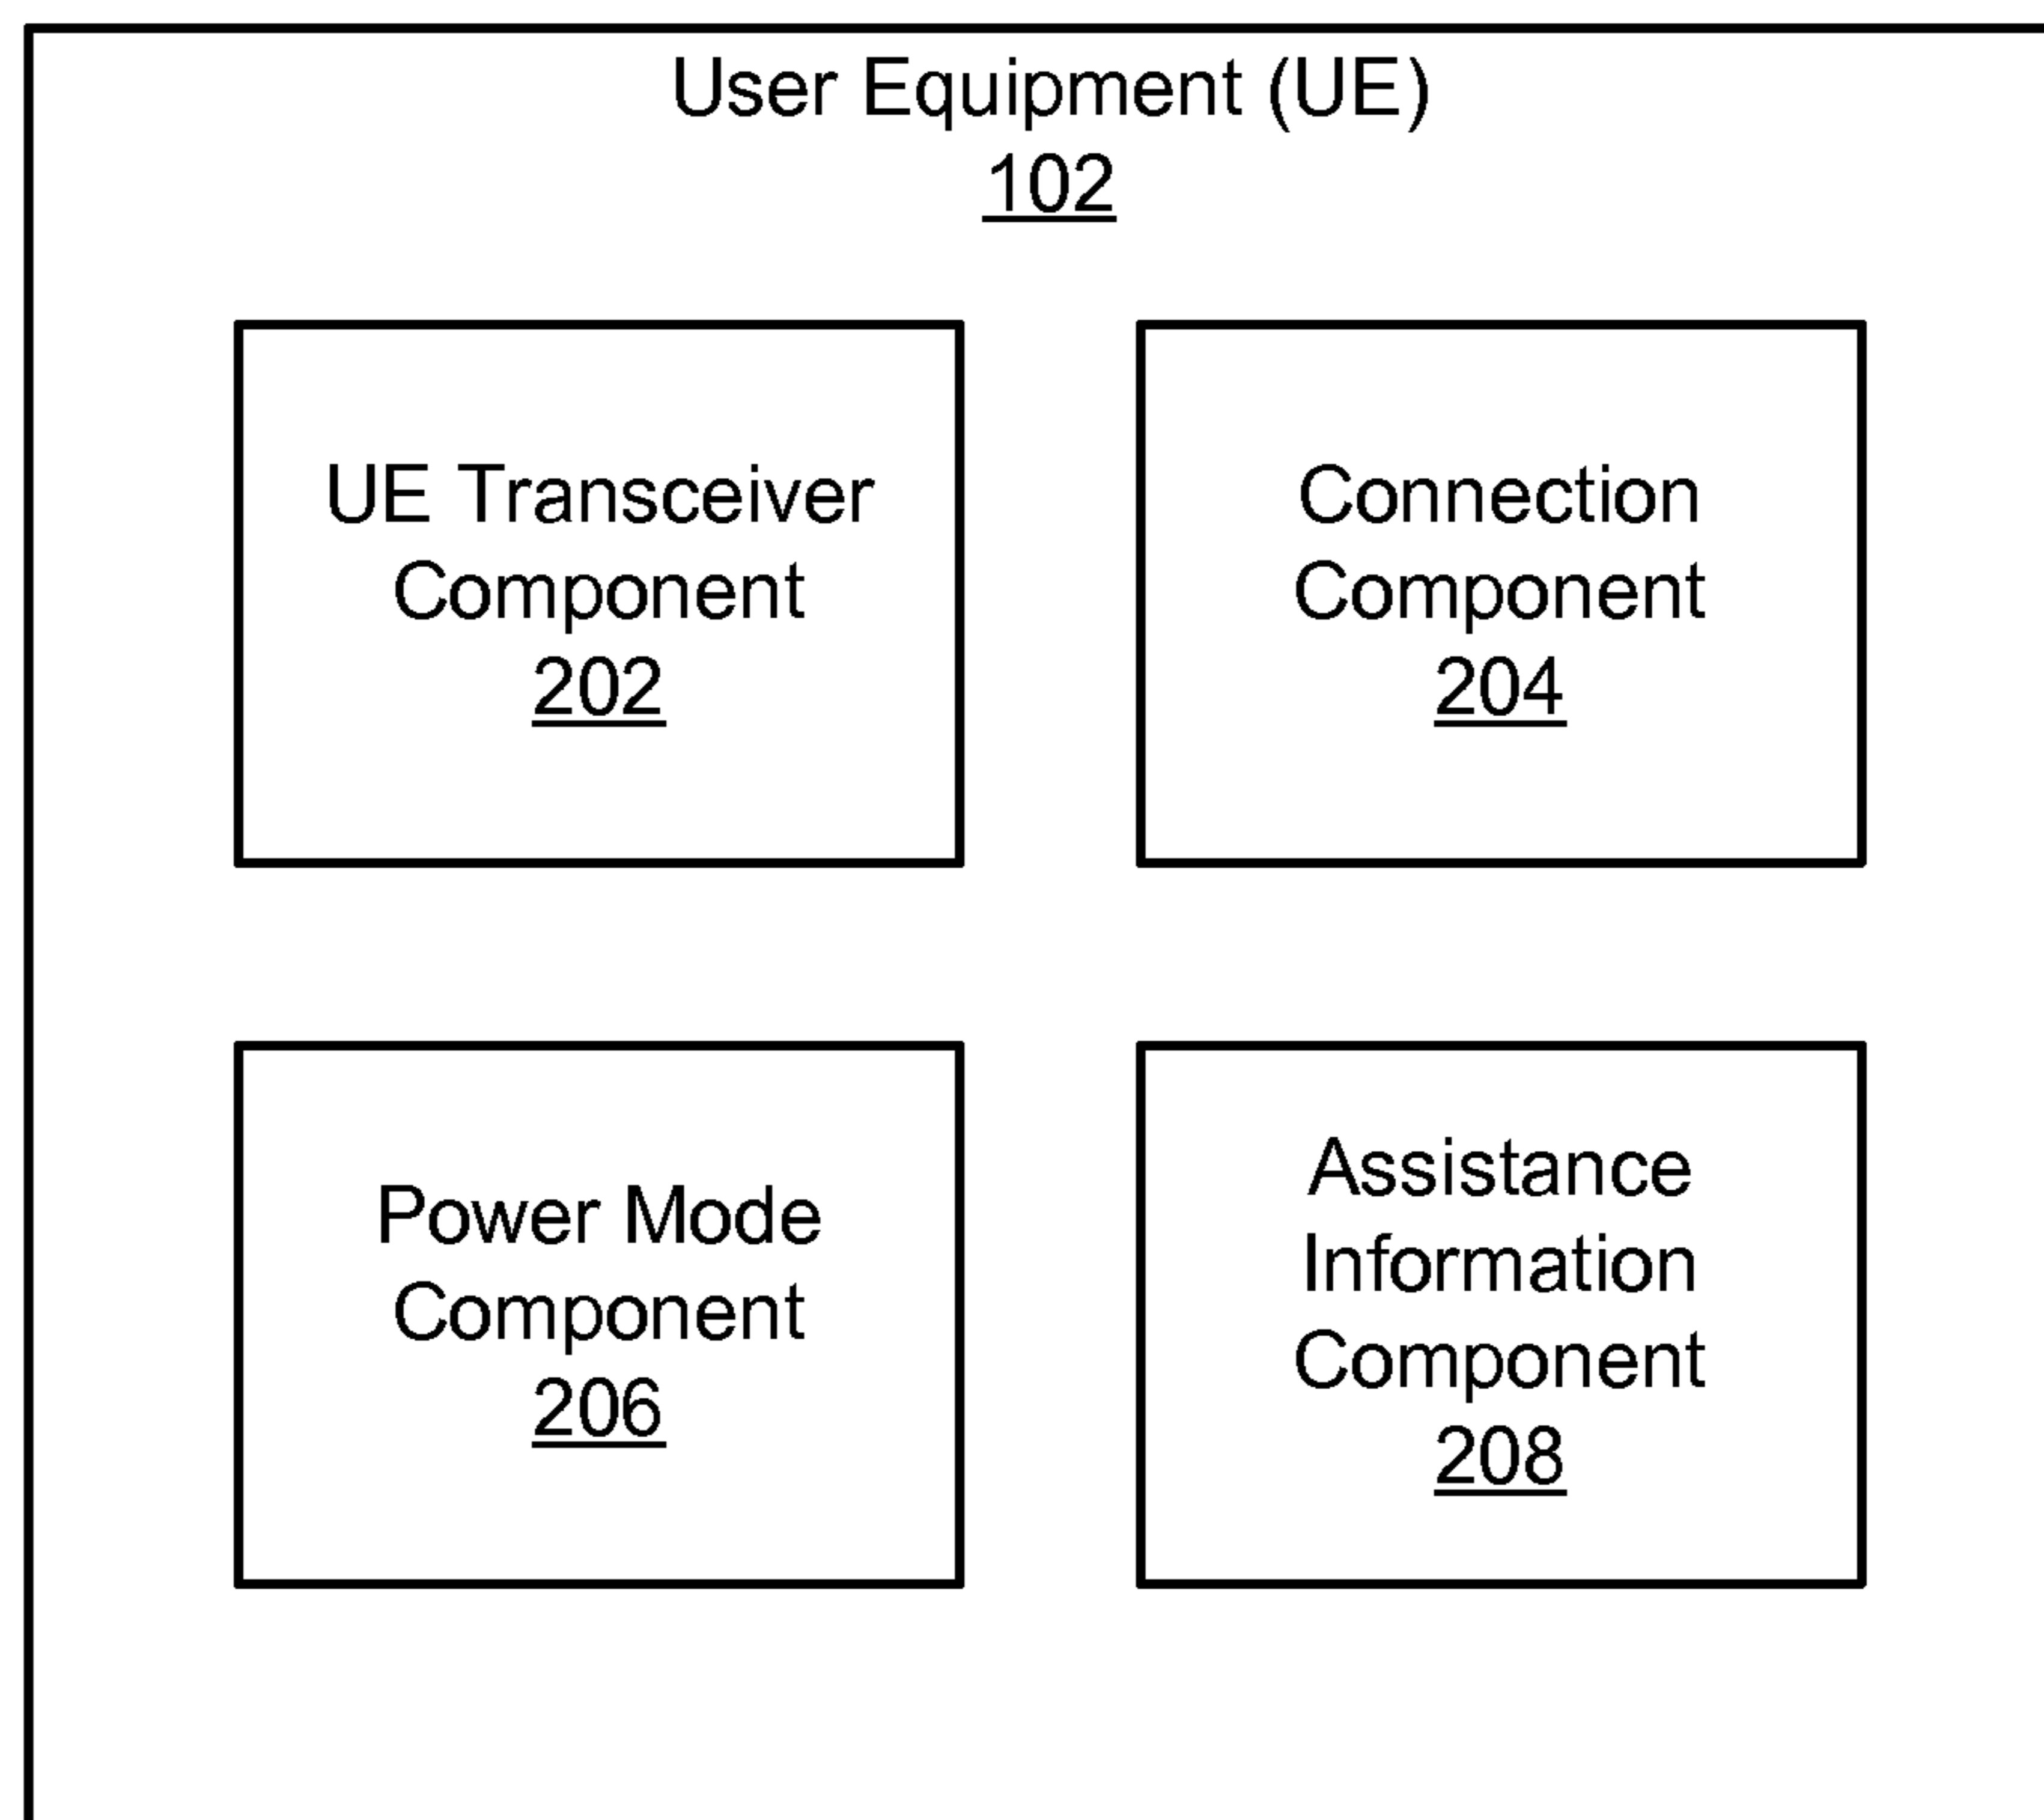 User Equipment (UE)
102
UE Transceiver
Component
202
Connection
Component
204
Power Mode
Component
206
Assistance
Information
Component
208